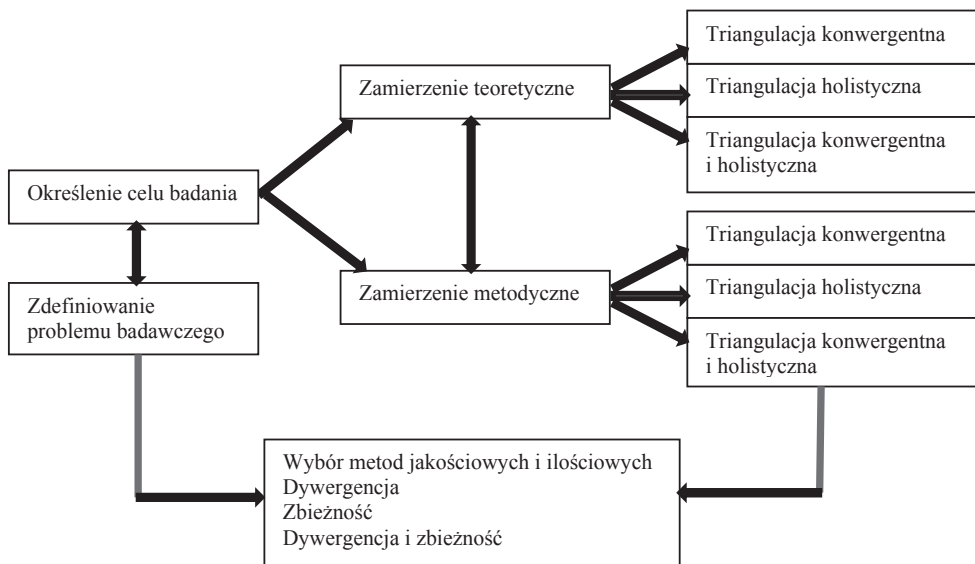 Triangulacja konwergentna
Zamierzenie teoretyczne
Triangulacja holistyczna
Triangulacja konwergentna
i holistyczna
Określenie celu badania
Triangulacja konwergentna
Zamierzenie metodyczne
Triangulacja holistyczna
Zdefiniowanie
problemu badawczego
Triangulacja konwergentna
i holistyczna
Wybór metod jakościowych i ilościowych
Dywergencja
Zbieżność
Dywergencja i zbieżność